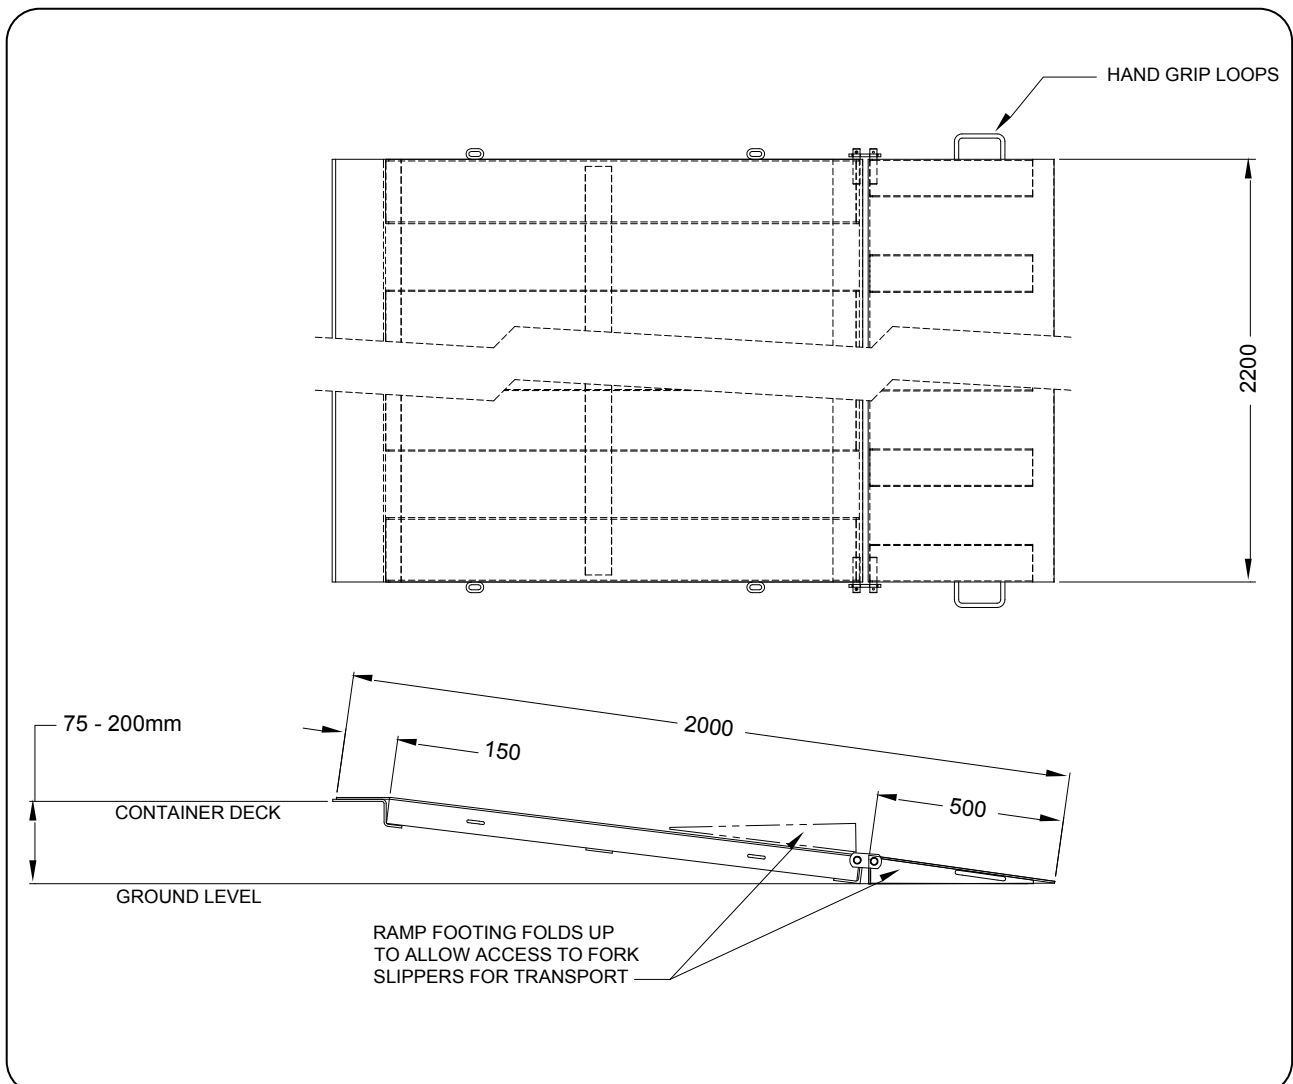 HAND GRIP LOOPS
2200
2000
75 - 200mm
150
500
CONTAINER DECK
GROUND LEVEL
RAMP FOOTING FOLDS UP
TO ALLOW ACCESS TO FORK
SLIPPERS FOR TRANSPORT